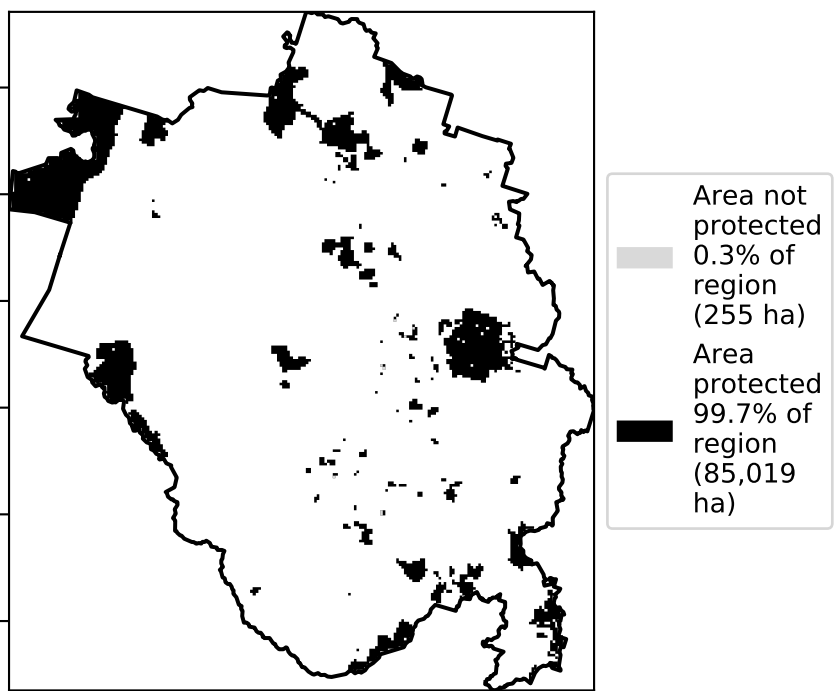 Area not
protected
0.3% of
region
(255 ha)
Area
protected
99.7% of
region
(85,019
ha)